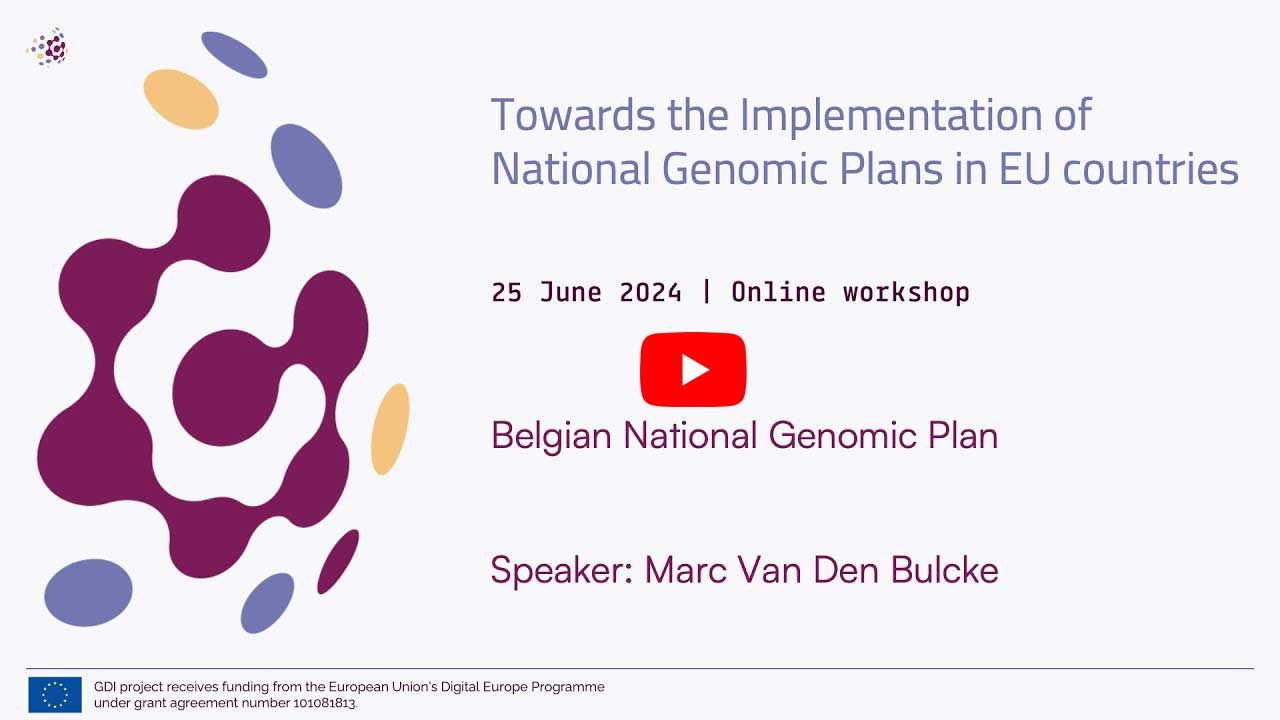 Towards the Implementation of
National Genomic Plans in EU countries
25 June 2024 | Online workshop
Belgian National Genomic Plan
Speaker: Marc Van Den Bulcke
GDI project receives funding from the European Union's Digital Europe Programme
under grant agreement number 101081813.